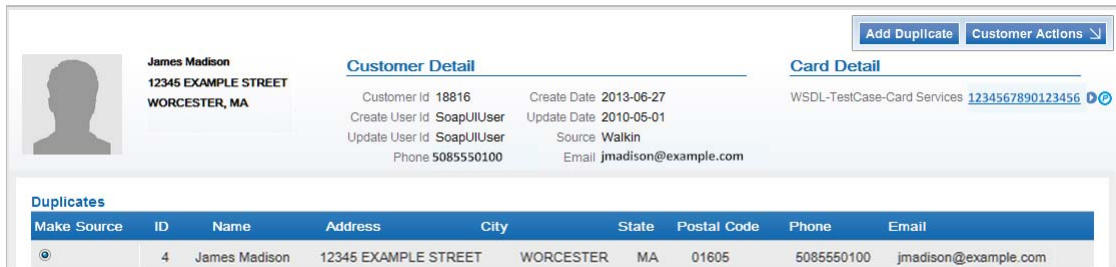 Add Duplicate Customer Actions
James Madison
12345 EXAMPLE STREET
WORCESTER, MA
Customer Detail
Customer Id 18816 Create Date 2013-06-27
Create User Id SoapUIUser Update Date 2010-05-01
Update User Id SoapUIUser Source Walkin
Phone 5085550100 Email jmadison@example.com
Card Detail
WSDL-TestCase-Card Services 1234567890123456 D P
Duplicates
Make Source ID Name Address City State Postal Code Phone Email
4 James Madison 12345 EXAMPLE STREET WORCESTER MA 01605 5085550100 jmadison@example.com